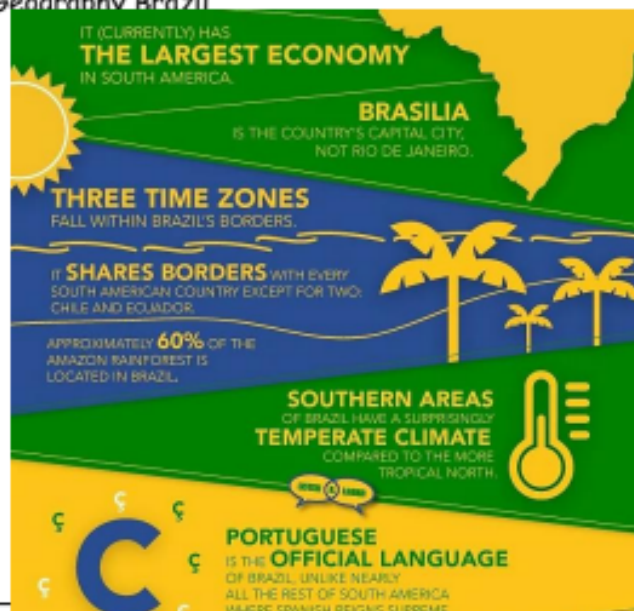 Geography Brazil
IT (CURRENTLY) HAS
THE LARGEST ECONOMY
IN SOUTH AMERICA.
BRASILIA
IS THE COUNTRY'S CAPITAL CITY,
NOT RIO DE JANEIRO.
THREE TIME ZONES
FALL WITHIN BRAZIL'S BORDERS.
IT SHARES BORDERS WITH EVERY
SOUTH AMERICAN COUNTRY EXCEPT FOR TWO:
CHILE AND ECUADOR.
APPROXIMATELY 60% OF THE
AMAZON RAINFOREST IS
LOCATED IN BRAZIL.
SOUTHERN AREAS
OF BRAZIL HAVE A SURPRISINGLY
TEMPERATE CLIMATE
COMPARED TO THE MORE
TROPICAL NORTH.
ç ç ç
Ç
ç ç ç
PORTUGUESE
IS THE OFFICIAL LANGUAGE
OF BRAZIL, UNLIKE NEARLY
ALL THE REST OF SOUTH AMERICA
WHERE SPANISH REIGNS SUPREME